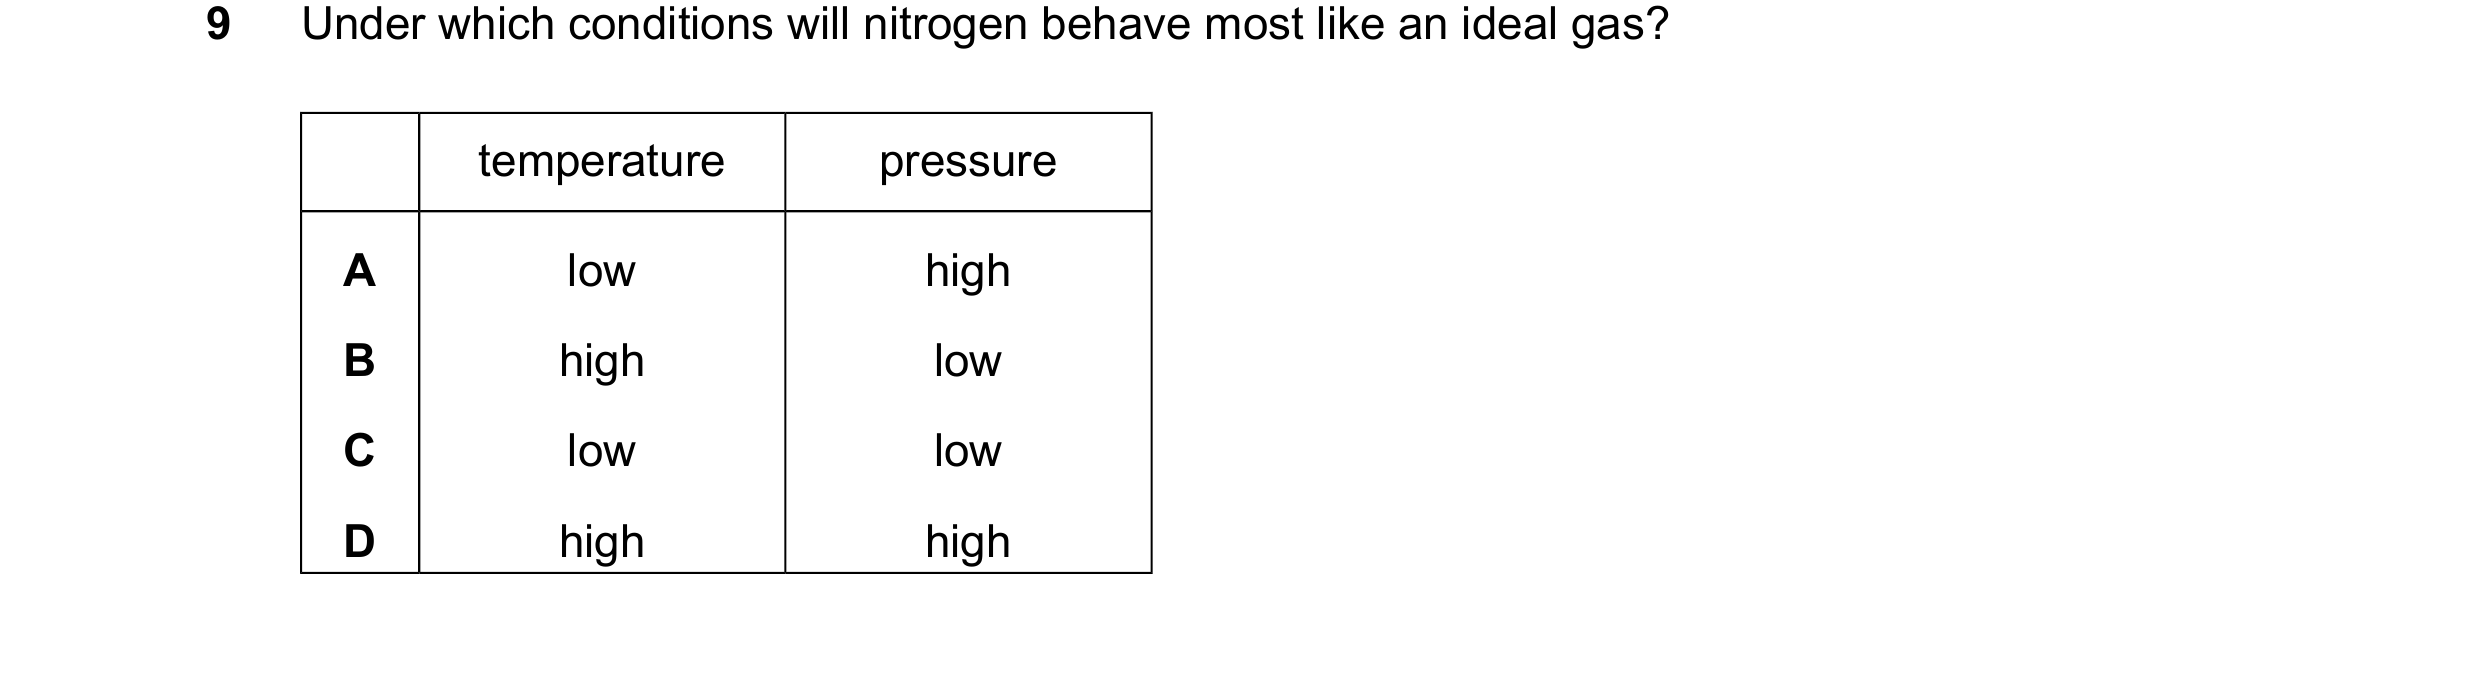 9 Under which conditions will nitrogen behave most like an ideal gas?
temperature pressure
A low high
B high low
C low low
D high high